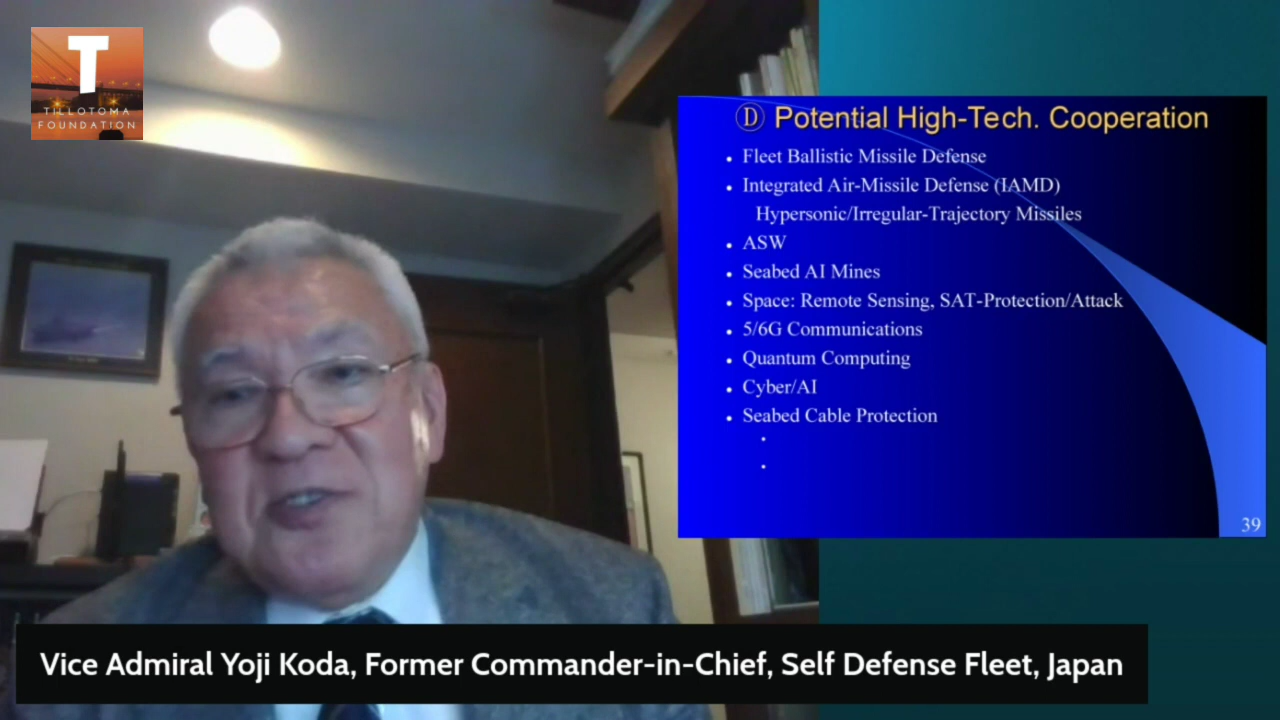 T
TILLOTOMA
FOUNDATION
Ⓓ Potential High-Tech. Cooperation
• Fleet Ballistic Missile Defense
• Integrated Air-Missile Defense (IAMD)
Hypersonic/Irregular-Trajectory Missiles
• ASW
• Seabed AI Mines
• Space: Remote Sensing, SAT-Protection/Attack
• 5/6G Communications
• Quantum Computing
• Cyber/AI
• Seabed Cable Protection
•
•
39
Vice Admiral Yoji Koda, Former Commander-in-Chief, Self Defense Fleet, Japan